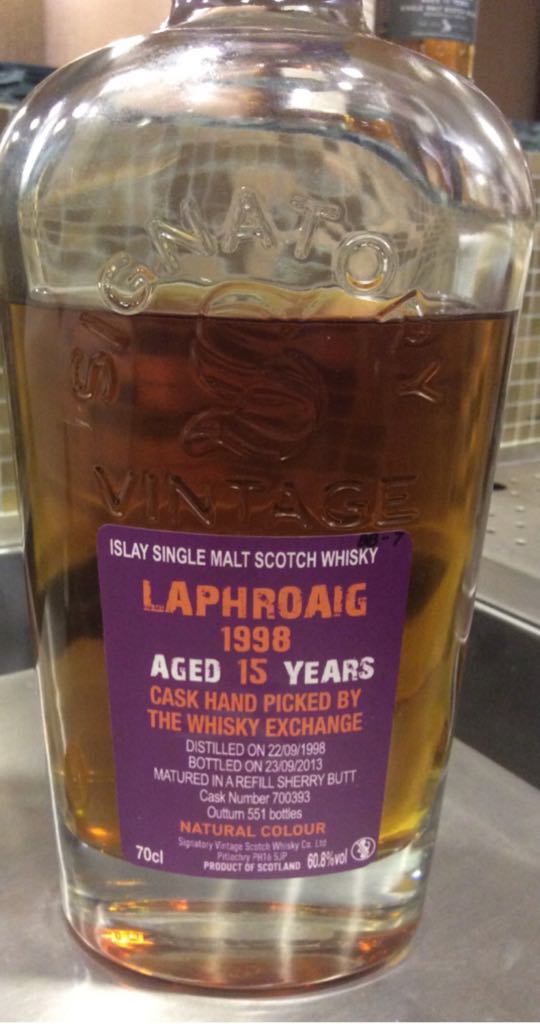 SIGNATORY
VINTAGE
BB-7
ISLAY SINGLE MALT SCOTCH WHISKY
LAPHROAIG
1998
AGED 15 YEARS
CASK HAND PICKED BY
THE WHISKY EXCHANGE
DISTILLED ON 22/09/1998
BOTTLED ON 23/09/2013
MATURED IN A REFILL SHERRY BUTT
Cask Number 700393
Outturn 551 bottles
NATURAL COLOUR
Signatory Vintage Scotch Whisky Co. Ltd
Pitlochry PH16 5JP
70cl PRODUCT OF SCOTLAND 60.8%vol